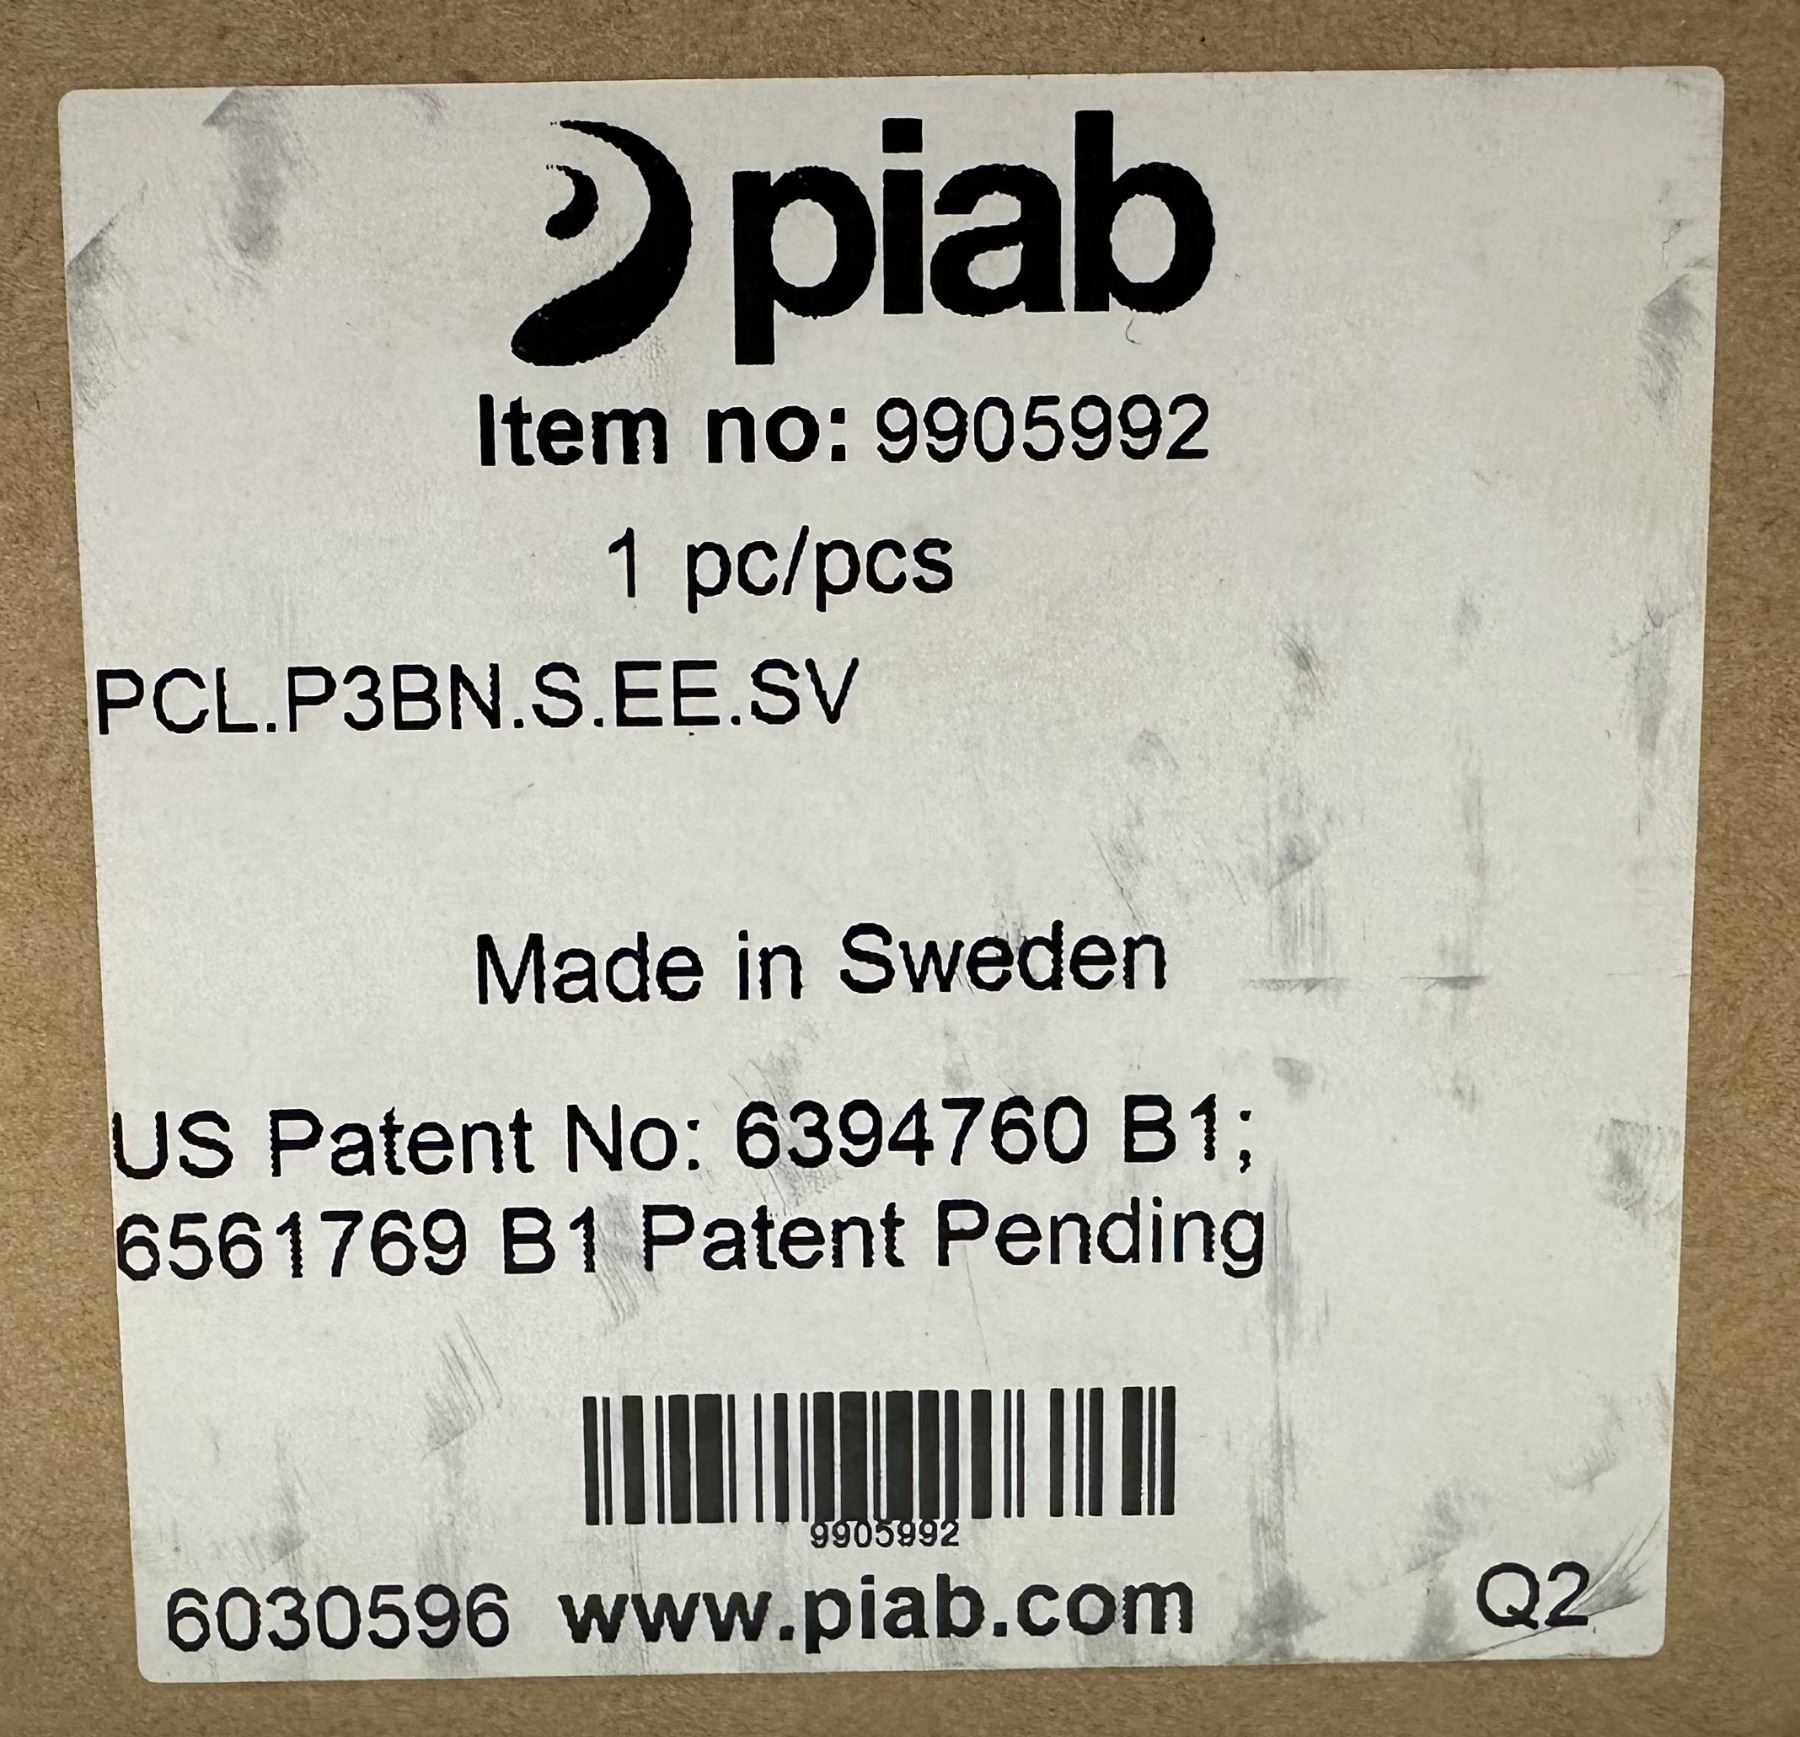 piab
Item no: 9905992
1 pc/pcs
PCL.P3BN.S.EE.SV
Made in Sweden
US Patent No: 6394760 B1;
6561769 B1 Patent Pending
9905992
6030596 www.piab.com Q2